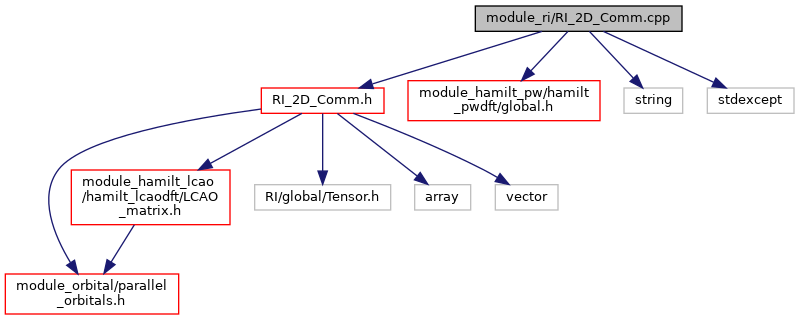 module_ri/RI_2D_Comm.cpp
RI_2D_Comm.h
module_hamilt_pw/hamilt
_pwdft/global.h
string
stdexcept
module_hamilt_lcao
/hamilt_lcaodft/LCAO
_matrix.h
RI/global/Tensor.h
array
vector
module_orbital/parallel
_orbitals.h